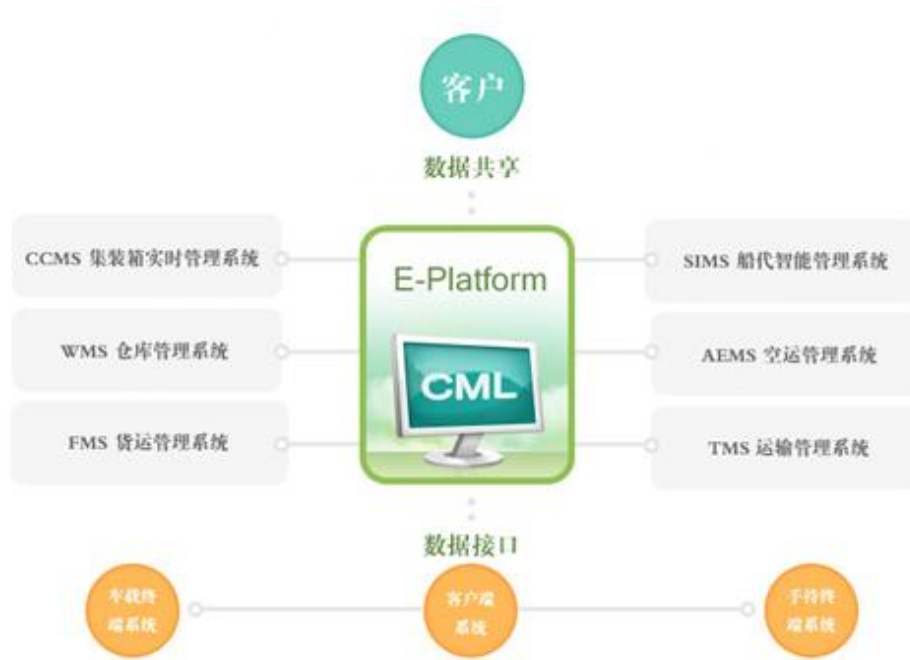 客户
数据共享
CCMS 集装箱实时管理系统
E-Platform
SIMS 船代智能管理系统
WMS 仓库管理系统
CML
AEMS 空运管理系统
FMS 货运管理系统
TMS 运输管理系统
数据接口
车载终
端系统
客户端
系统
手持终
端系统